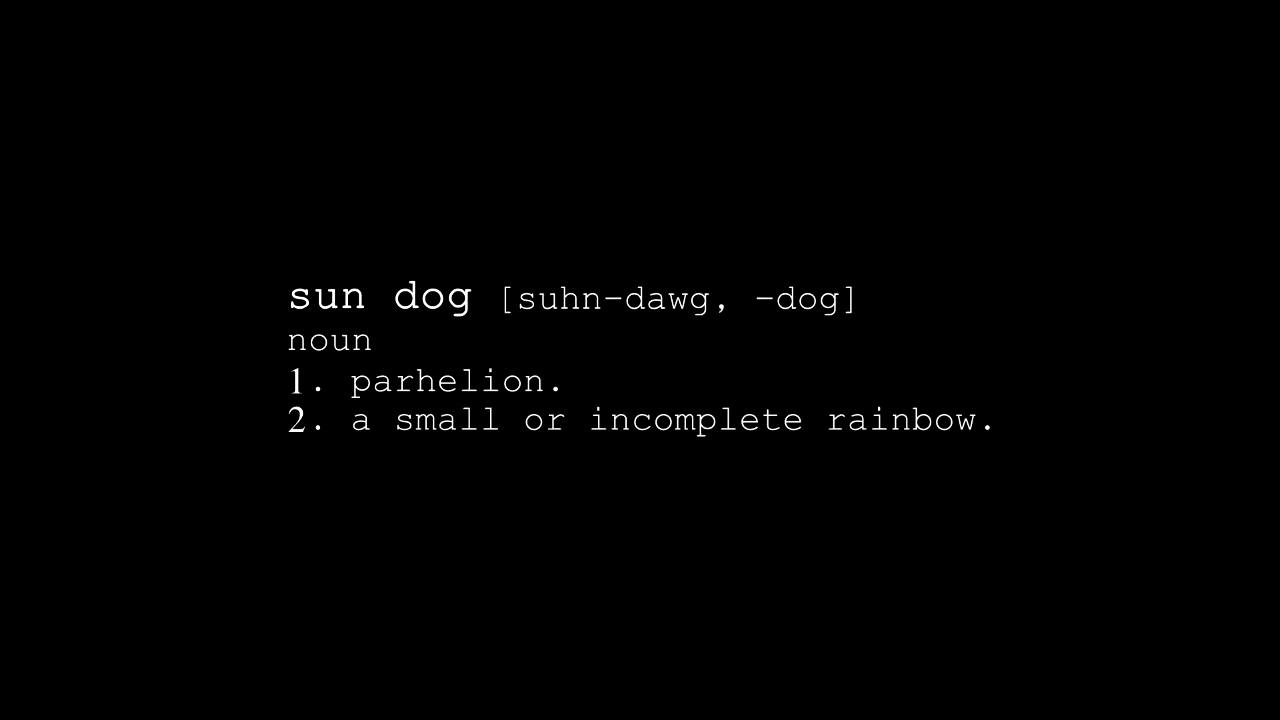 sun dog [suhn-dawg, -dog]
noun
1. parhelion.
2. a small or incomplete rainbow.